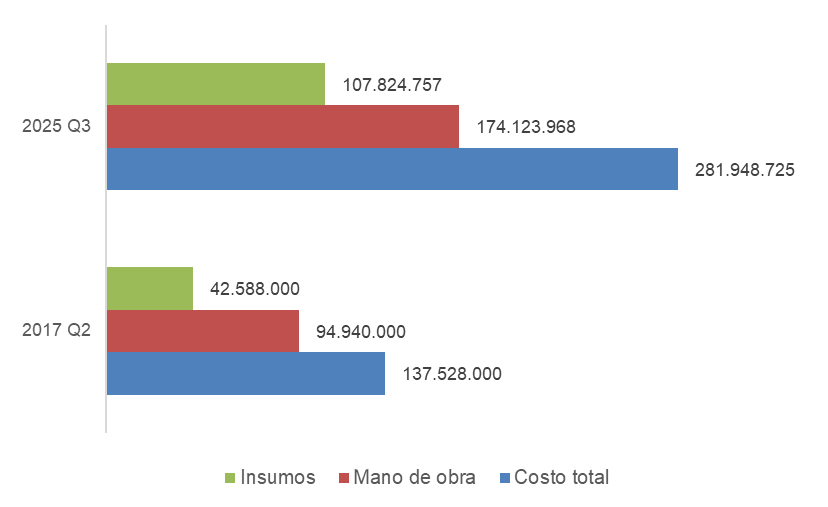 107.824.757
2025 Q3
174.123.968
281.948.725
42.588.000
2017 Q2
94.940.000
137.528.000
Insumos Mano de obra Costo total